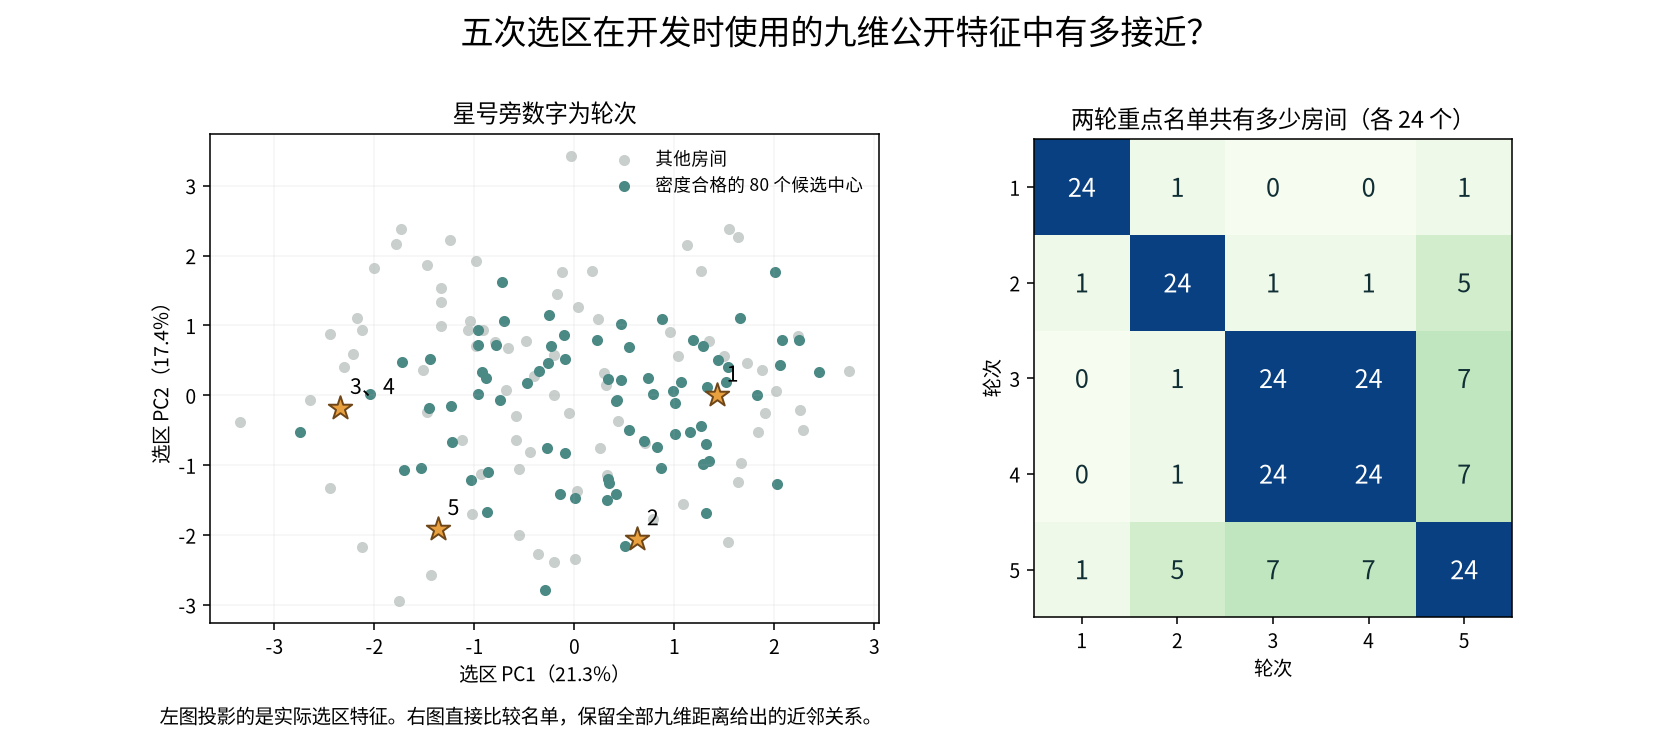 五次选区在开发时使用的九维公开特征中有多接近？
星号旁数字为轮次
其他房间
密度合格的 80 个候选中心
3
2
1
0
-1
-2
-3
选区 PC2（17.4%）
3、4
1
5
2
-3
-2
-1
0
1
2
3
选区 PC1（21.3%）
两轮重点名单共有多少房间（各 24 个）
轮次
1 24 1 0 0 1
2 1 24 1 1 5
3 0 1 24 24 7
4 0 1 24 24 7
5 1 5 7 7 24
1 2 3 4 5
轮次
左图投影的是实际选区特征。右图直接比较名单，保留全部九维距离给出的近邻关系。